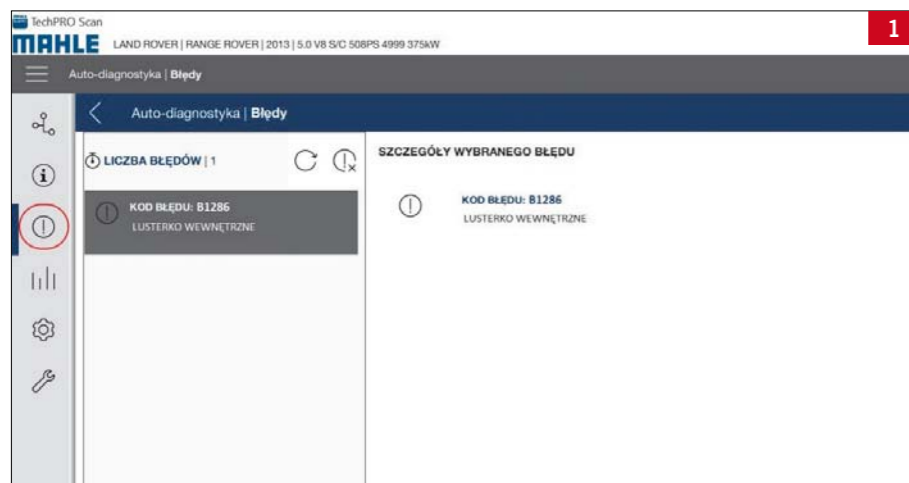 TechPRO Scan
1
MAHLE LAND ROVER | RANGE ROVER | 2013 | 5.0 V8 S/C 508PS 4999 375kW
Auto-diagnostyka | Błędy
Auto-diagnostyka | Błędy
LICZBA BŁĘDÓW | 1
SZCZEGÓŁY WYBRANEGO BŁĘDU
KOD BŁĘDU: B1286
LUSTERKO WEWNĘTRZNE
KOD BŁĘDU: B1286
LUSTERKO WEWNĘTRZNE